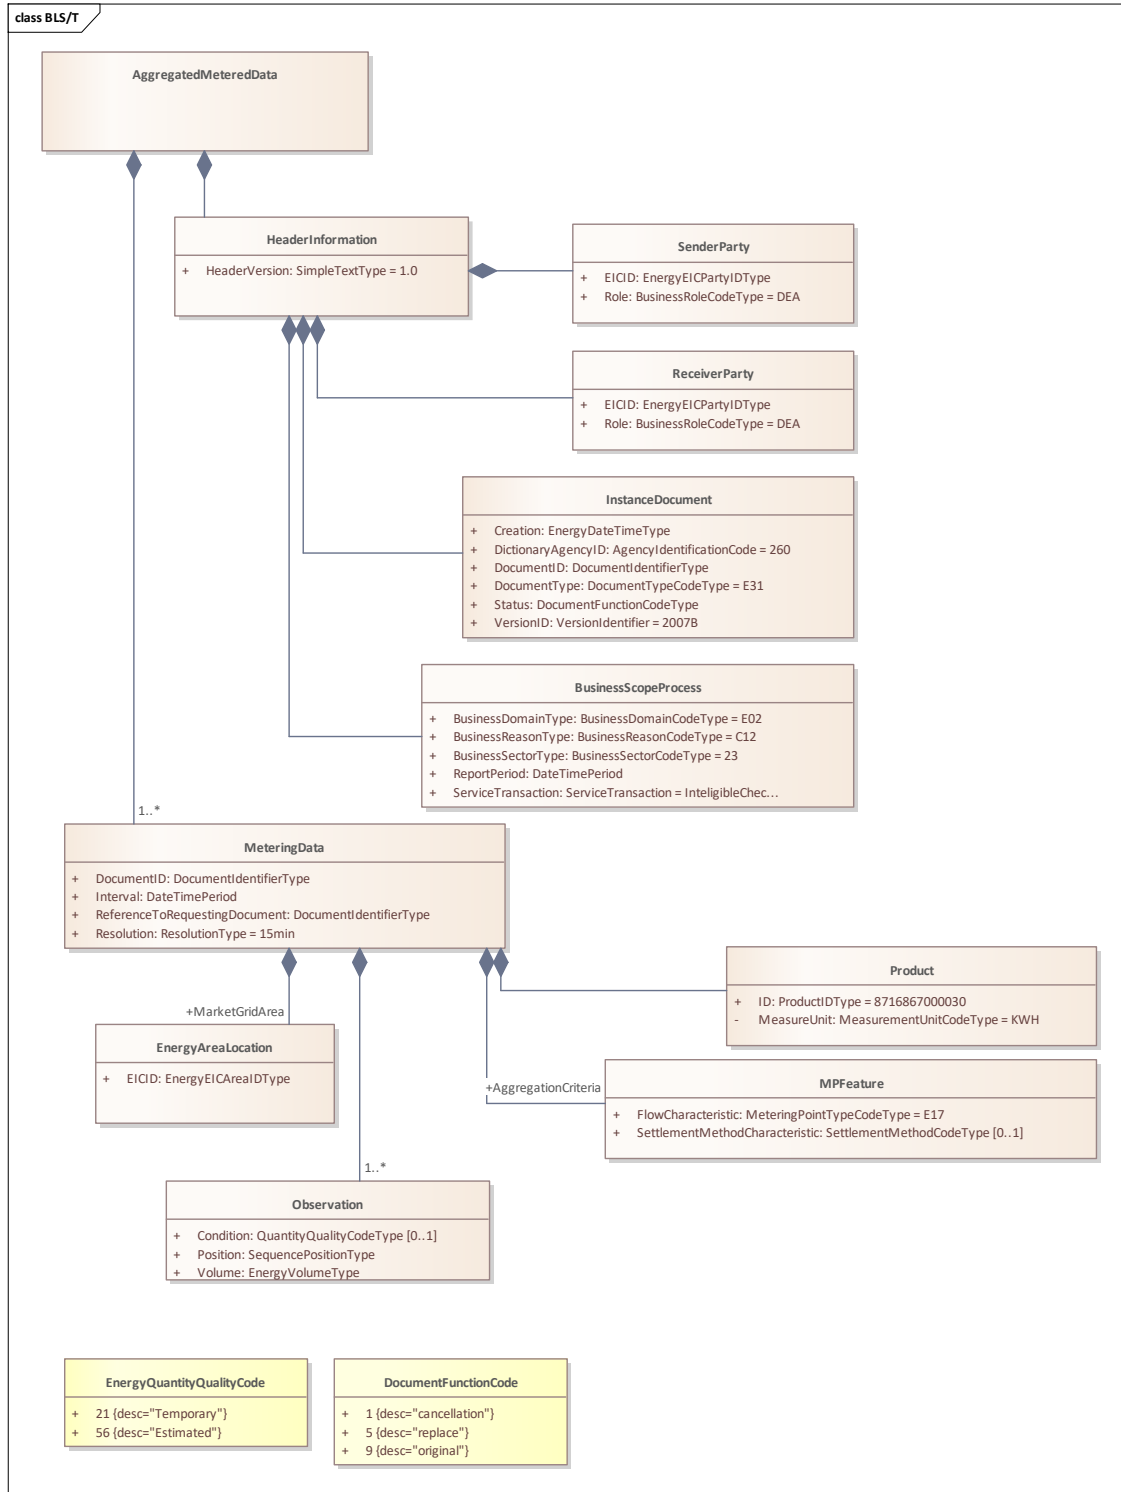 class BLS/T
AggregatedMeteredData
HeaderInformation
+ HeaderVersion: SimpleTextType = 1.0
SenderParty
+ EICID: EnergyEICPartyIDType
+ Role: BusinessRoleCodeType = DEA
ReceiverParty
+ EICID: EnergyEICPartyIDType
+ Role: BusinessRoleCodeType = DEA
InstanceDocument
+ Creation: EnergyDateTimeType
+ DictionaryAgencyID: AgencyIdentificationCode = 260
+ DocumentID: DocumentIdentifierType
+ DocumentType: DocumentTypeCodeType = E31
+ Status: DocumentFunctionCodeType
+ VersionID: VersionIdentifier = 2007B
BusinessScopeProcess
+ BusinessDomainType: BusinessDomainCodeType = E02
+ BusinessReasonType: BusinessReasonCodeType = C12
+ BusinessSectorType: BusinessSectorCodeType = 23
+ ReportPeriod: DateTimePeriod
+ ServiceTransaction: ServiceTransaction = InteligibleChec...
1..*
MeteringData
+ DocumentID: DocumentIdentifierType
+ Interval: DateTimePeriod
+ ReferenceToRequestingDocument: DocumentIdentifierType
+ Resolution: ResolutionType = 15min
Product
+ ID: ProductIDType = 8716867000030
- MeasureUnit: MeasurementUnitCodeType = KWH
+MarketGridArea
EnergyAreaLocation
+ EICID: EnergyEICAreaIDType
+AggregationCriteria
MPFeature
+ FlowCharacteristic: MeteringPointTypeCodeType = E17
+ SettlementMethodCharacteristic: SettlementMethodCodeType [0..1]
1..*
Observation
+ Condition: QuantityQualityCodeType [0..1]
+ Position: SequencePositionType
+ Volume: EnergyVolumeType
EnergyQuantityQualityCode
+ 21 {desc="Temporary"}
+ 56 {desc="Estimated"}
DocumentFunctionCode
+ 1 {desc="cancellation"}
+ 5 {desc="replace"}
+ 9 {desc="original"}